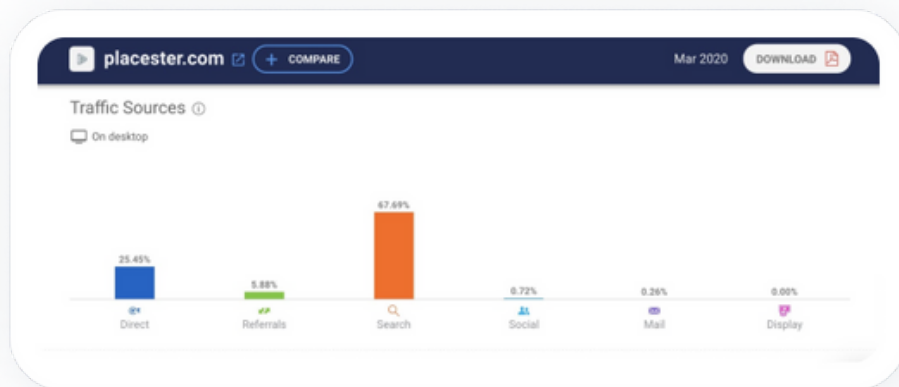 placester.com + COMPARE Mar 2020 DOWNLOAD
Traffic Sources
On desktop
67.69%
25.45%
5.88%
0.72% 0.26% 0.00%
Direct Referrals Search Social Mail Display